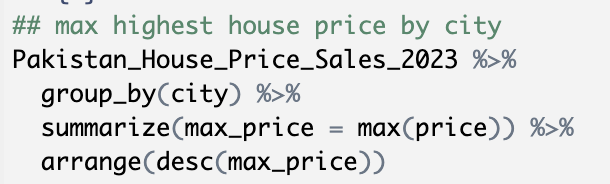 ## max highest house price by city
Pakistan_House_Price_Sales_2023 %>%
  group_by(city) %>%
  summarize(max_price = max(price)) %>%
  arrange(desc(max_price))